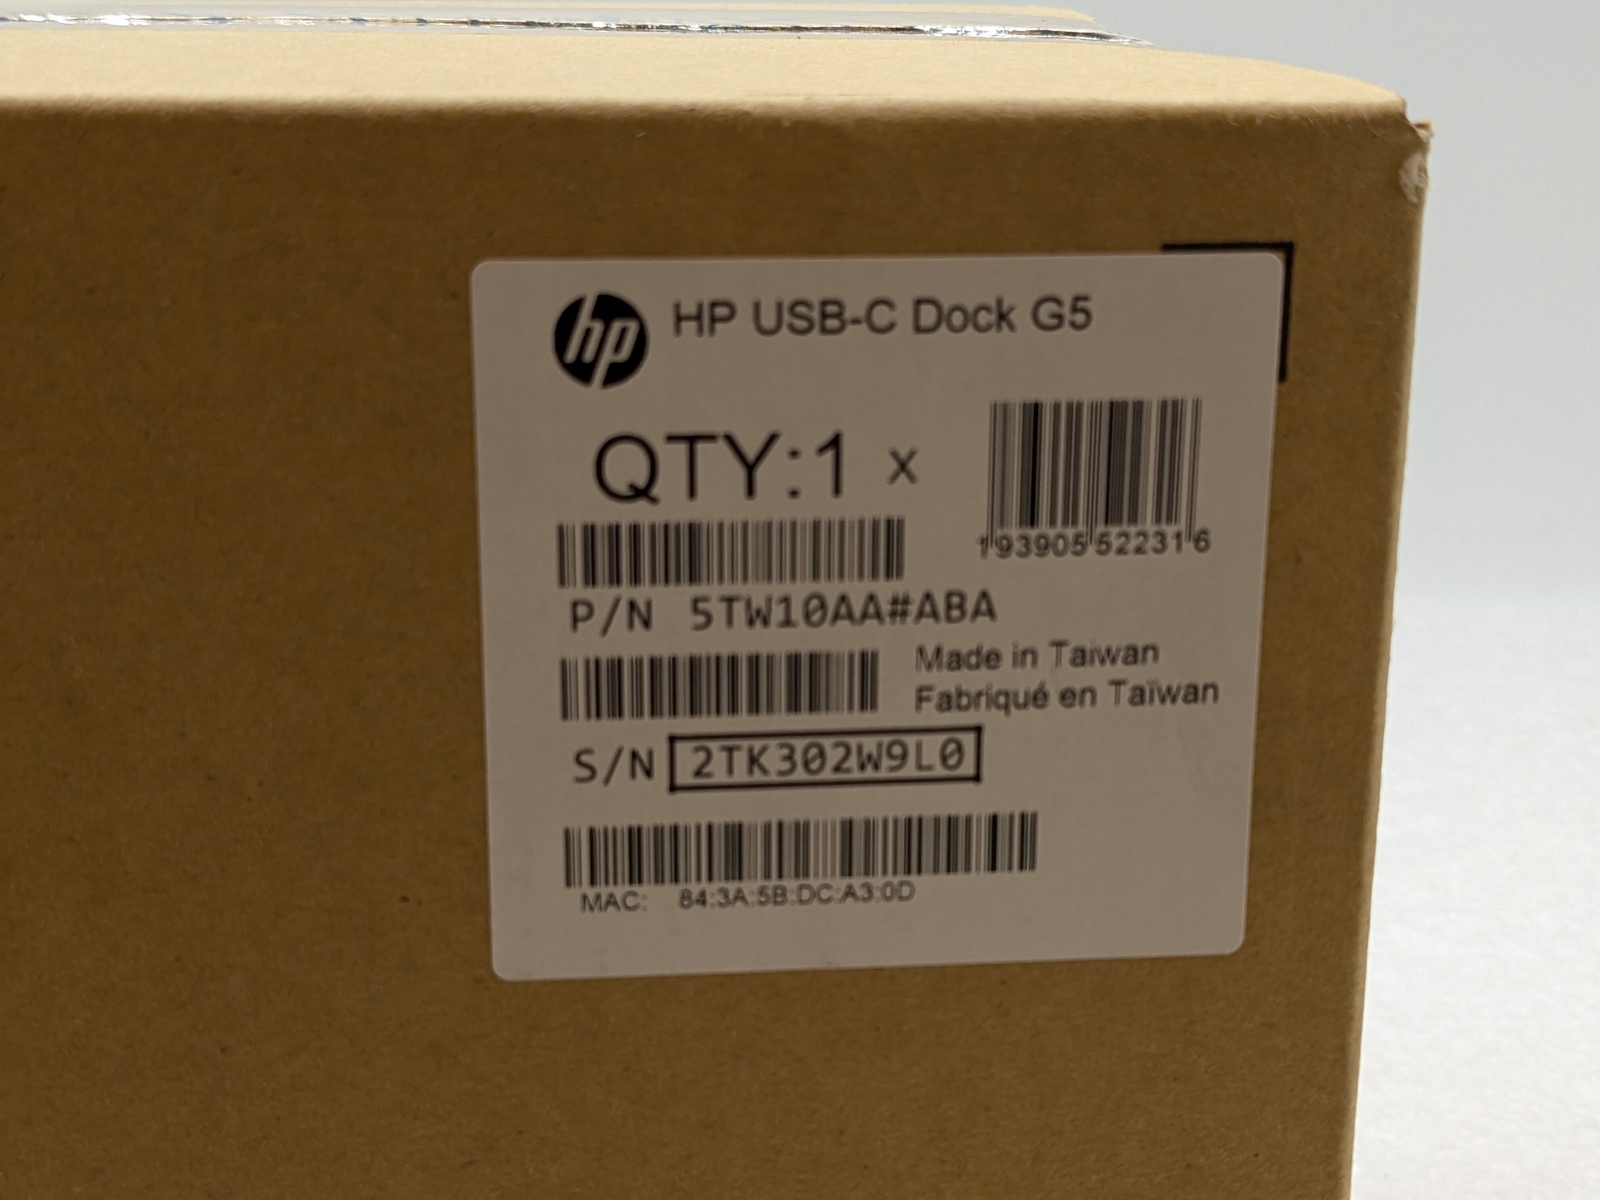 hp
HP USB-C Dock G5
QTY:1 x
193905522316
P/N 5TW10AA#ABA
Made in Taiwan
Fabriqué en Taïwan
S/N 2TK302W9L0
MAC: 84:3A:5B:DC:A3:0D